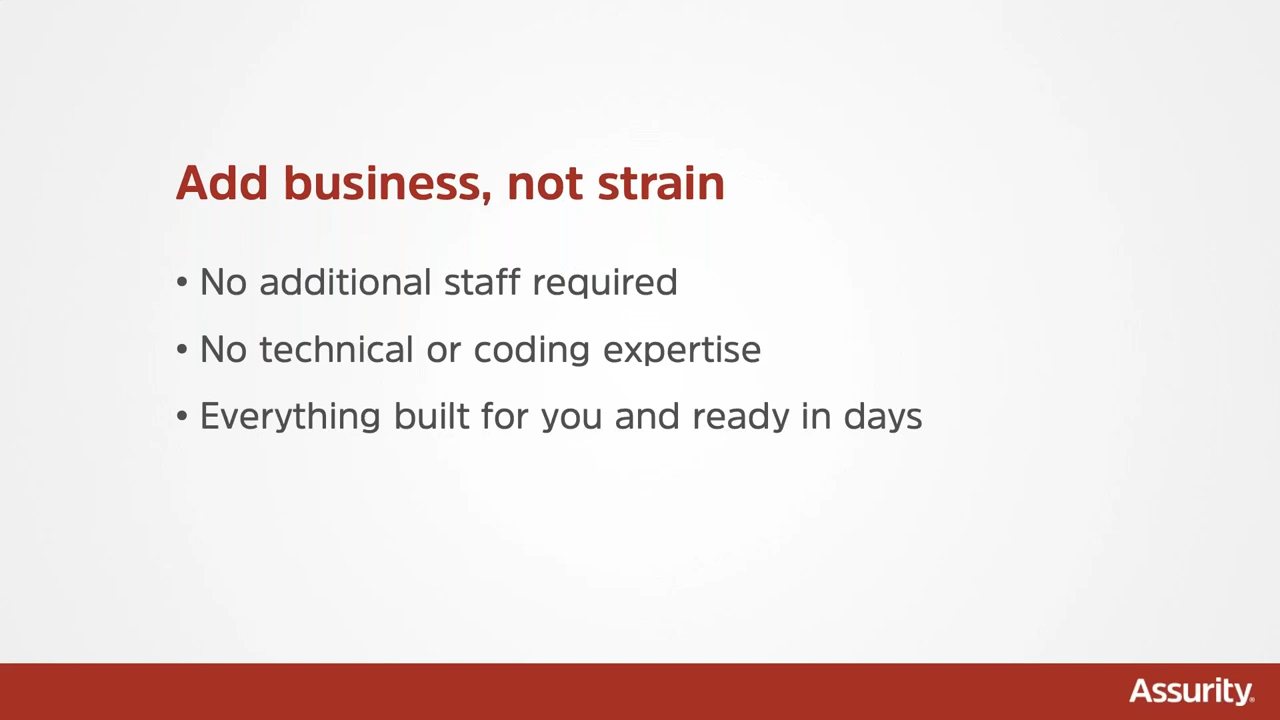 Add business, not strain
• No additional staff required
• No technical or coding expertise
• Everything built for you and ready in days
Assurity®